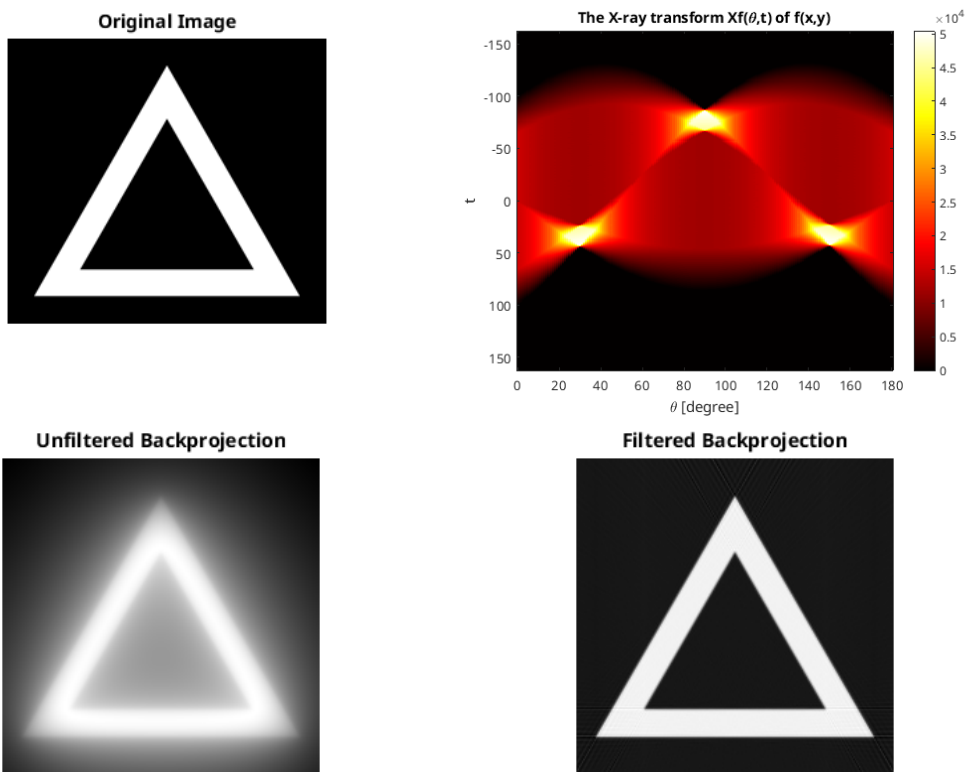 Original Image
The X-ray transform Xf(θ,t) of f(x,y)
×10⁴
-150
-100
-50
0
50
100
150
t
0 20 40 60 80 100 120 140 160 180
θ [degree]
5
4.5
4
3.5
3
2.5
2
1.5
1
0.5
0
Unfiltered Backprojection
Filtered Backprojection